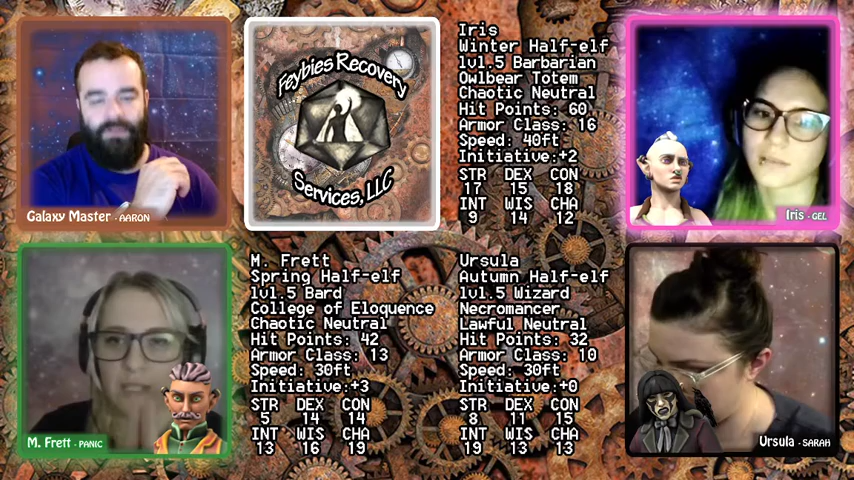 Feybies Recovery
Services, LLC
Galaxy Master - AARON
Iris
Winter Half-elf
lvl.5 Barbarian
Owlbear Totem
Chaotic Neutral
Hit Points: 60
Armor Class: 16
Speed: 40ft
Initiative:+2
STR DEX CON
17 15 18
INT WIS CHA
9 14 12
Iris - GEL
M. Frett
Spring Half-elf
lvl.5 Bard
College of Eloquence
Chaotic Neutral
Hit Points: 42
Armor Class: 13
Speed: 30ft
Initiative:+3
STR DEX CON
5 14 14
INT WIS CHA
13 16 19
M. Frett - PANIC
Ursula
Autumn Half-elf
lvl.5 Wizard
Necromancer
Lawful Neutral
Hit Points: 32
Armor Class: 10
Speed: 30ft
Initiative:+0
STR DEX CON
8 11 15
INT WIS CHA
19 13 13
Ursula - SARAH